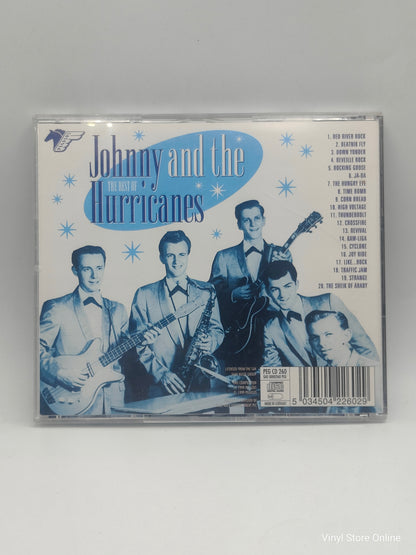 Johnny and the
THE BEST OF
Hurricanes
1. RED RIVER ROCK
2. BEATNIK FLY
3. DOWN YONDER
4. REVEILLE ROCK
5. BUCKING GOOSE
6. JA-DA
7. THE HUNGRY EYE
8. TIME BOMB
9. CORN BREAD
10. HIGH VOLTAGE
11. THUNDERBOLT
12. CROSSFIRE
13. REVIVAL
14. BAM-LISA
15. CYCLONE
16. JOY RIDE
17. LIKE...ROCK
18. TRAFFIC JAM
19. STRANGE
20. THE SHEIK OF ARABY
PEG CD 260
5 034504 226029
Vinyl Store Online